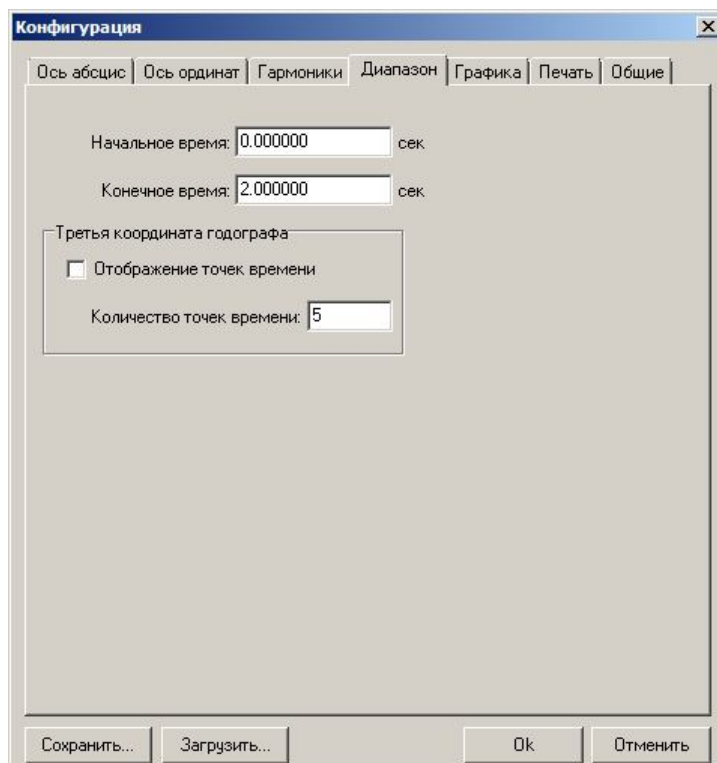 Конфигурация
Ось абсцис Ось ординат Гармоники Диапазон Графика Печать Общие
Начальное время: 0.000000 сек
Конечное время: 2.000000 сек
Третья координата годографа
Отображение точек времени
Количество точек времени: 5
Сохранить... Загрузить... Ok Отменить